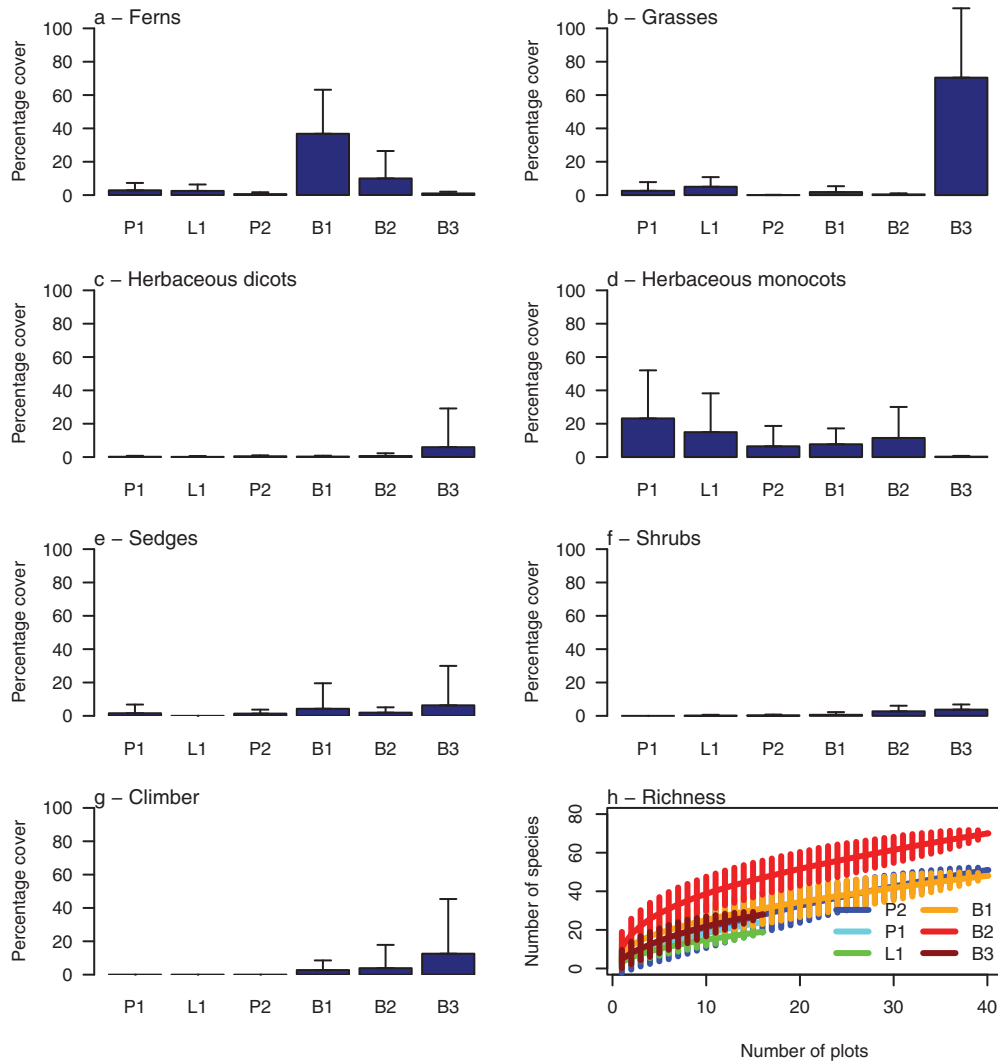 a – Ferns
Percentage cover
100
80
60
40
20
0
P1 L1 P2 B1 B2 B3
b – Grasses
Percentage cover
100
80
60
40
20
0
P1 L1 P2 B1 B2 B3
c – Herbaceous dicots
Percentage cover
100
80
60
40
20
0
P1 L1 P2 B1 B2 B3
d – Herbaceous monocots
Percentage cover
100
80
60
40
20
0
P1 L1 P2 B1 B2 B3
e – Sedges
Percentage cover
100
80
60
40
20
0
P1 L1 P2 B1 B2 B3
f – Shrubs
Percentage cover
100
80
60
40
20
0
P1 L1 P2 B1 B2 B3
g – Climber
Percentage cover
100
80
60
40
20
0
P1 L1 P2 B1 B2 B3
h – Richness
Number of species
80
60
40
20
0
P2 B1
P1 B2
L1 B3
0 10 20 30 40
Number of plots